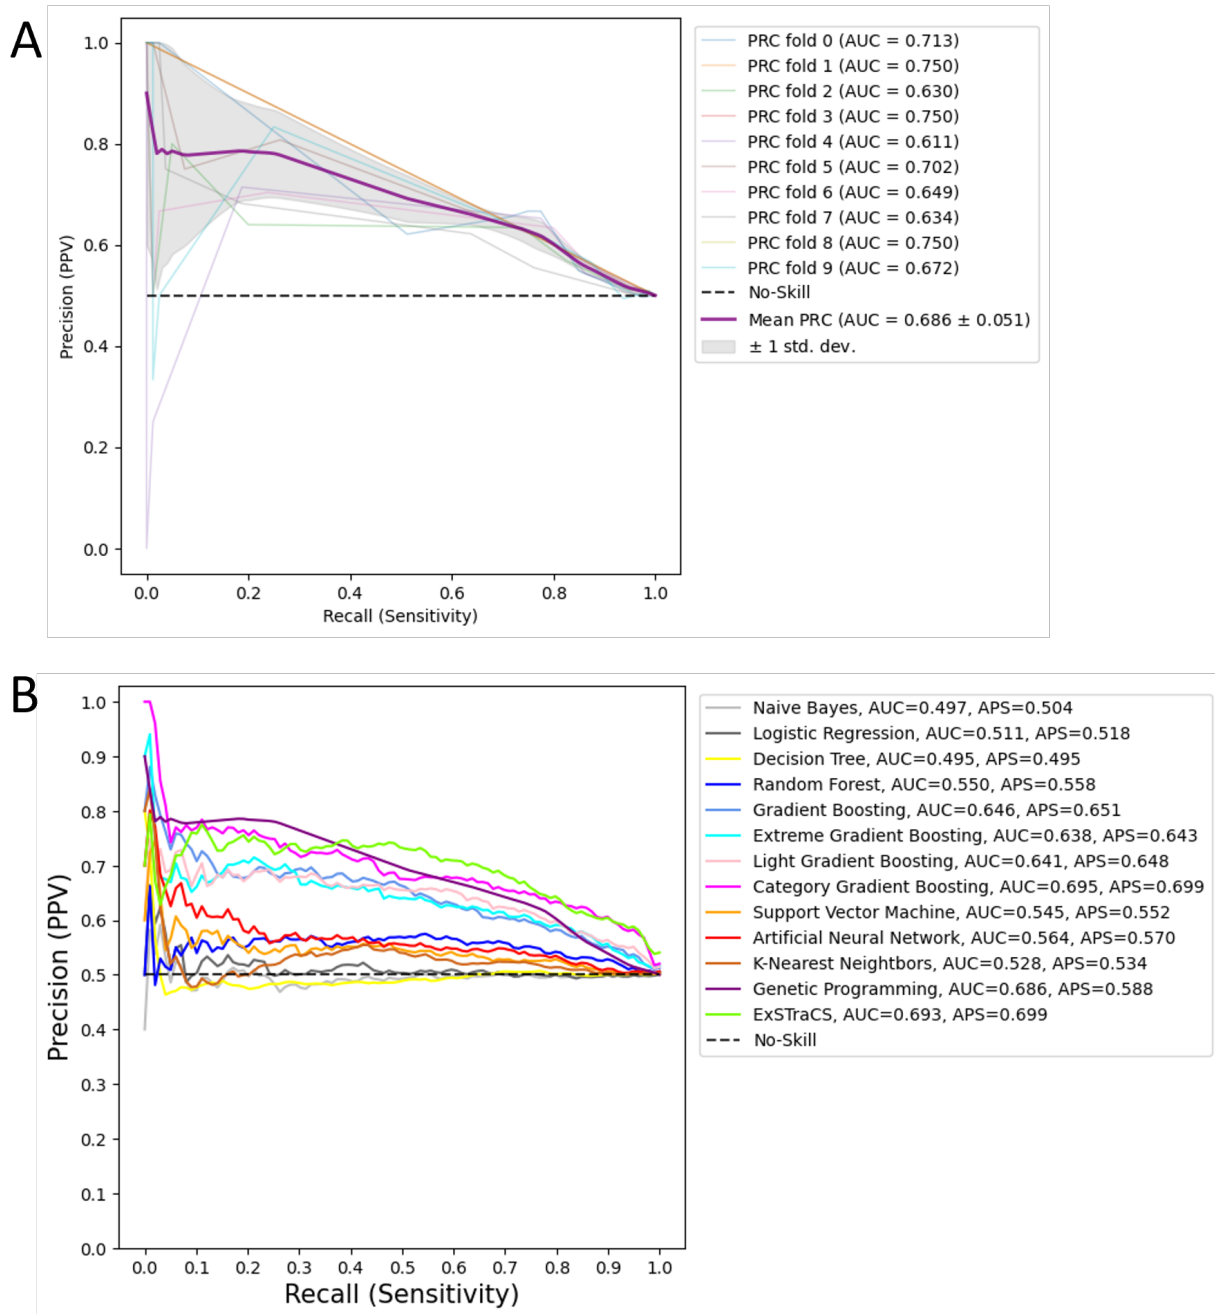 A
1.0
0.8
0.6
0.4
0.2
0.0
Precision (PPV)
0.0 0.2 0.4 0.6 0.8 1.0
Recall (Sensitivity)
PRC fold 0 (AUC = 0.713)
PRC fold 1 (AUC = 0.750)
PRC fold 2 (AUC = 0.630)
PRC fold 3 (AUC = 0.750)
PRC fold 4 (AUC = 0.611)
PRC fold 5 (AUC = 0.702)
PRC fold 6 (AUC = 0.649)
PRC fold 7 (AUC = 0.634)
PRC fold 8 (AUC = 0.750)
PRC fold 9 (AUC = 0.672)
No-Skill
Mean PRC (AUC = 0.686 ± 0.051)
± 1 std. dev.
B
1.0
0.9
0.8
0.7
0.6
0.5
0.4
0.3
0.2
0.1
0.0
Precision (PPV)
0.0 0.1 0.2 0.3 0.4 0.5 0.6 0.7 0.8 0.9 1.0
Recall (Sensitivity)
Naive Bayes, AUC=0.497, APS=0.504
Logistic Regression, AUC=0.511, APS=0.518
Decision Tree, AUC=0.495, APS=0.495
Random Forest, AUC=0.550, APS=0.558
Gradient Boosting, AUC=0.646, APS=0.651
Extreme Gradient Boosting, AUC=0.638, APS=0.643
Light Gradient Boosting, AUC=0.641, APS=0.648
Category Gradient Boosting, AUC=0.695, APS=0.699
Support Vector Machine, AUC=0.545, APS=0.552
Artificial Neural Network, AUC=0.564, APS=0.570
K-Nearest Neightbors, AUC=0.528, APS=0.534
Genetic Programming, AUC=0.686, APS=0.588
ExSTraCS, AUC=0.693, APS=0.699
No-Skill